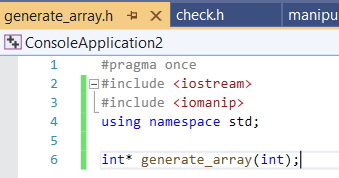 generate_array.h check.h manipu
ConsoleApplication2
1 #pragma once
2 #include <iostream>
3 #include <iomanip>
4 using namespace std;
5
6 int* generate_array(int);